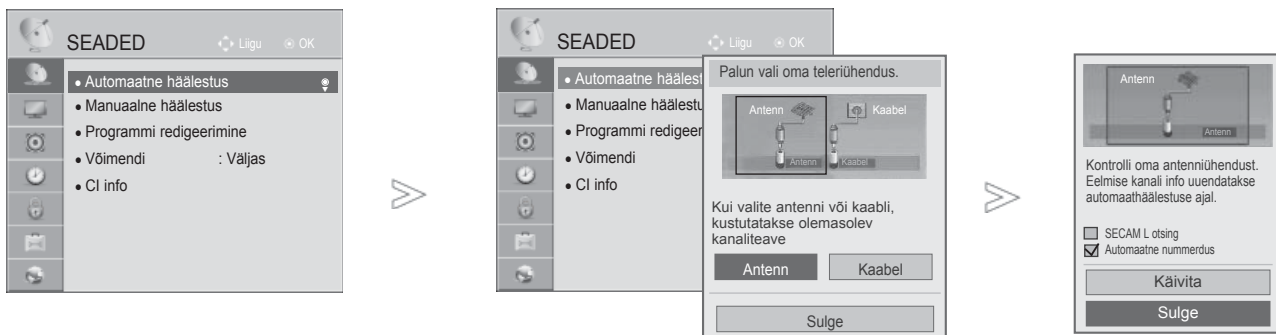 SEADED
Liigu
OK
• Automaatne häälestus
• Manuaalne häälestus
• Programmi redigeerimine
• Võimendi : Väljas
• CI info
>
SEADED
Liigu
OK
• Automaatne häälest
• Manuaalne häälestu
• Programmi redigeer
• Võimendi
• CI info
Palun vali oma teleriühendus.
Antenn
Kaabel
Antenn
Kaabel
Kui valite antenni või kaabli,
kustutatakse olemasolev
kanaliteave
Antenn
Kaabel
Sulge
>
Antenn
Antenn
Kontrolli oma antenniühendust.
Eelmise kanali info uuendatakse
automaathäälestuse ajal.
SECAM L otsing
Automaatne nummerdus
Käivita
Sulge